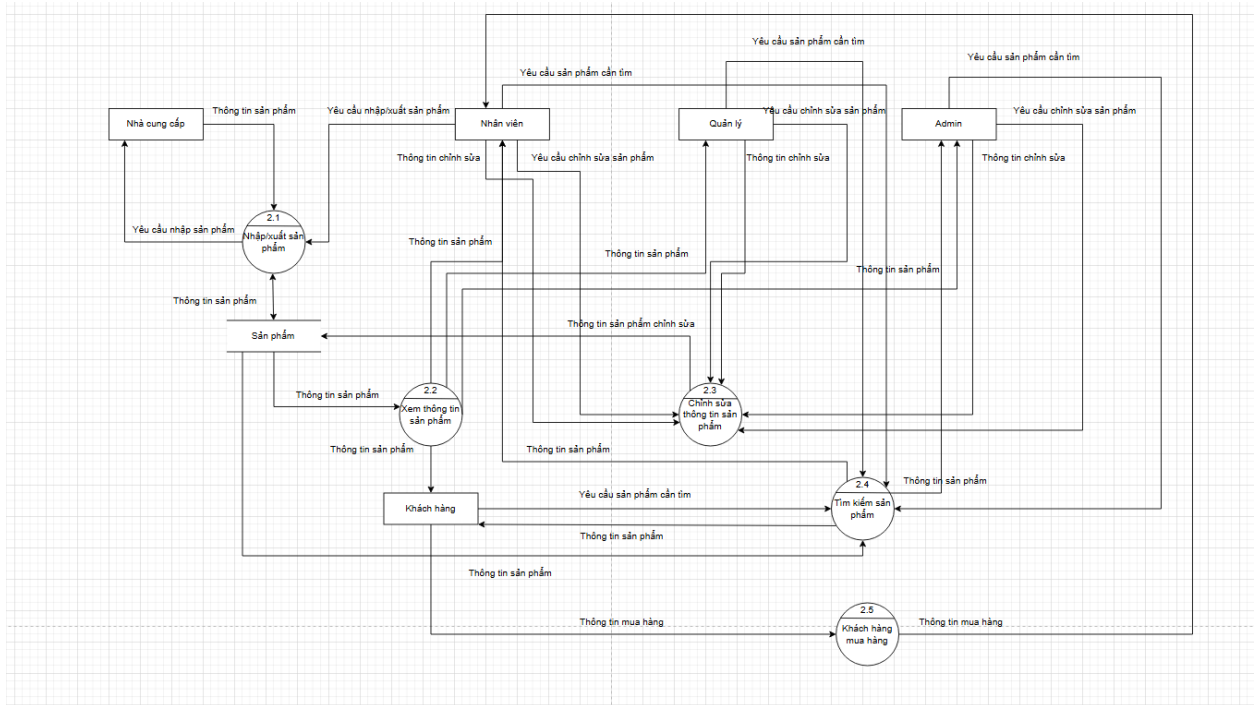 Yêu cầu sản phẩm cần tìm
Yêu cầu sản phẩm cần tìm
Yêu cầu sản phẩm cần tìm
Thông tin sản phẩm
Yêu cầu nhập/xuất sản phẩm
Yêu cầu chỉnh sửa sản phẩm
Yêu cầu chỉnh sửa sản phẩm
Nhà cung cấp
Nhân viên
Quản lý
Admin
Thông tin chỉnh sửa
Yêu cầu chỉnh sửa sản phẩm
Thông tin chỉnh sửa
Thông tin chỉnh sửa
2.1
Nhập/xuất sản
phẩm
Yêu cầu nhập sản phẩm
Thông tin sản phẩm
Thông tin sản phẩm
Thông tin sản phẩm
Thông tin sản phẩm
Sản phẩm
Thông tin sản phẩm chỉnh sửa
Thông tin sản phẩm
2.2
Xem thông tin
sản phẩm
2.3
Chỉnh sửa
thông tin sản
phẩm
Thông tin sản phẩm
Thông tin sản phẩm
Thông tin sản phẩm
2.4
Tìm kiếm sản
phẩm
Khách hàng
Yêu cầu sản phẩm cần tìm
Thông tin sản phẩm
Thông tin sản phẩm
2.5
Khách hàng
mua hàng
Thông tin mua hàng
Thông tin mua hàng